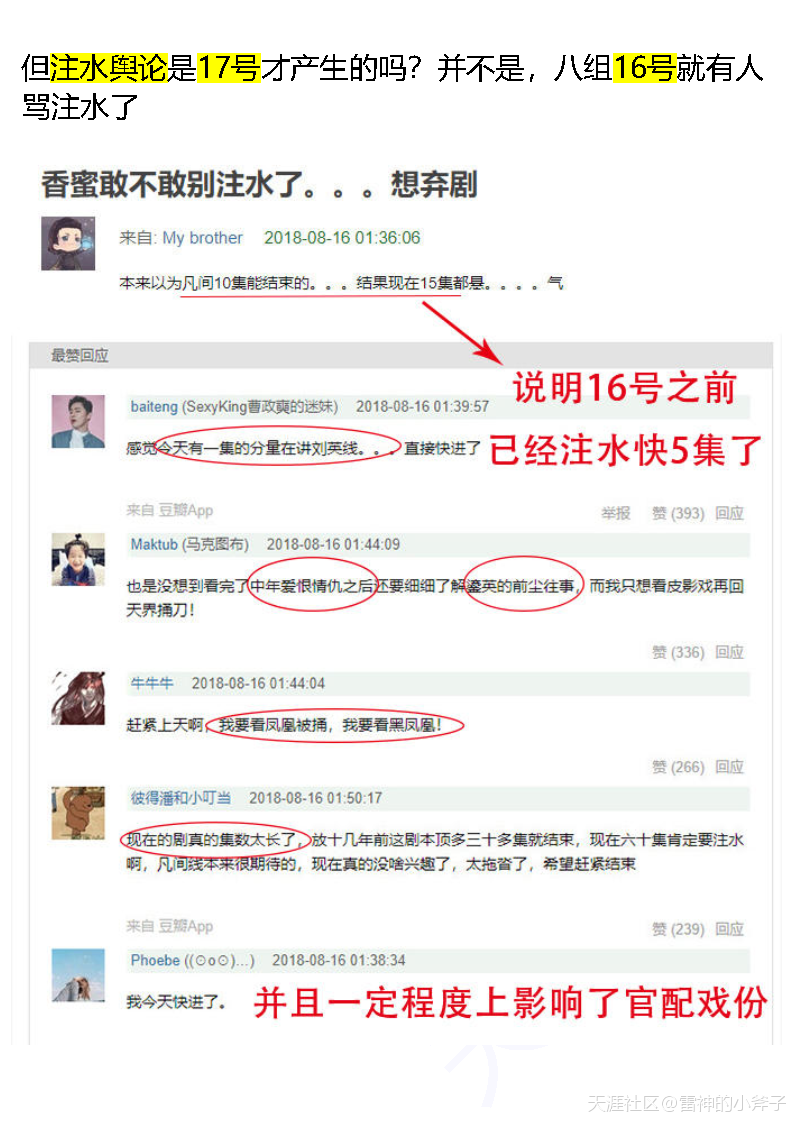 但注水舆论是17号才产生的吗？并不是，八组16号就有人
骂注水了
香蜜敢不敢别注水了。。。想弃剧
来自: My brother 2018-08-16 01:36:06
本来以为凡间10集能结束的。。。结果现在15集都悬。。。。气
最赞回应
说明16号之前
baiteng (SexyKing曹政奭的迷妹) 2018-08-16 01:39:57
感觉今天有一集的分量在讲刘英线。。。直接快进了
已经注水快5集了
来自 豆瓣App
举报 赞 (393) 回应
Maktub (马克图布) 2018-08-16 01:44:09
也是没想到看完了中年爱恨情仇之后还要细细了解鎏英的前尘往事，而我只想看皮影戏再回
天界捅刀！
赞 (336) 回应
牛牛牛 2018-08-16 01:44:04
赶紧上天啊，我要看凤凰被捅，我要看黑凤凰！
赞 (266) 回应
彼得潘和小叮当 2018-08-16 01:50:17
现在的剧真的集数太长了，放十几年前这剧本顶多三十多集就结束，现在六十集肯定要注水
啊，凡间线本来很期待的，现在真的没啥兴趣了，太拖沓了，希望赶紧结束
来自 豆瓣App
赞 (239) 回应
Phoebe ((⊙o⊙)...) 2018-08-16 01:38:34
我今天快进了。
并且一定程度上影响了官配戏份
天涯社区@雷神的小斧子